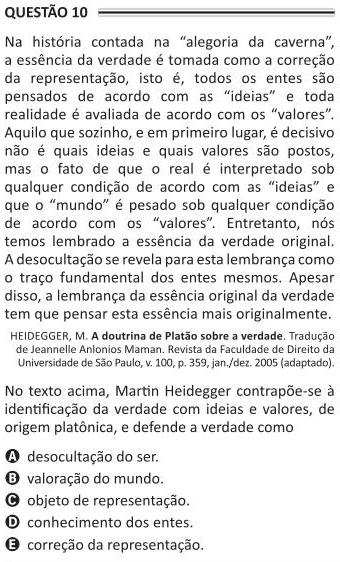 QUESTÃO 10
Na história contada na “alegoria da caverna”,
a essência da verdade é tomada como a correção
da representação, isto é, todos os entes são
pensados de acordo com as “ideias” e toda
realidade é avaliada de acordo com os “valores”.
Aquilo que sozinho, e em primeiro lugar, é decisivo
não é quais ideias e quais valores são postos,
mas o fato de que o real é interpretado sob
qualquer condição de acordo com as “ideias” e
que o “mundo” é pesado sob qualquer condição
de acordo com os “valores”. Entretanto, nós
temos lembrado a essência da verdade original.
A desocultação se revela para esta lembrança como
o traço fundamental dos entes mesmos. Apesar
disso, a lembrança da essência original da verdade
tem que pensar esta essência mais originalmente.
HEIDEGGER, M. A doutrina de Platão sobre a verdade. Tradução
de Jeannelle Anlonios Maman. Revista da Faculdade de Direito da
Universidade de São Paulo, v. 100, p. 359, jan./dez. 2005 (adaptado).
No texto acima, Martin Heidegger contrapõe-se à
identificação da verdade com ideias e valores, de
origem platônica, e defende a verdade como
A desocultação do ser.
B valoração do mundo.
C objeto de representação.
D conhecimento dos entes.
E correção da representação.